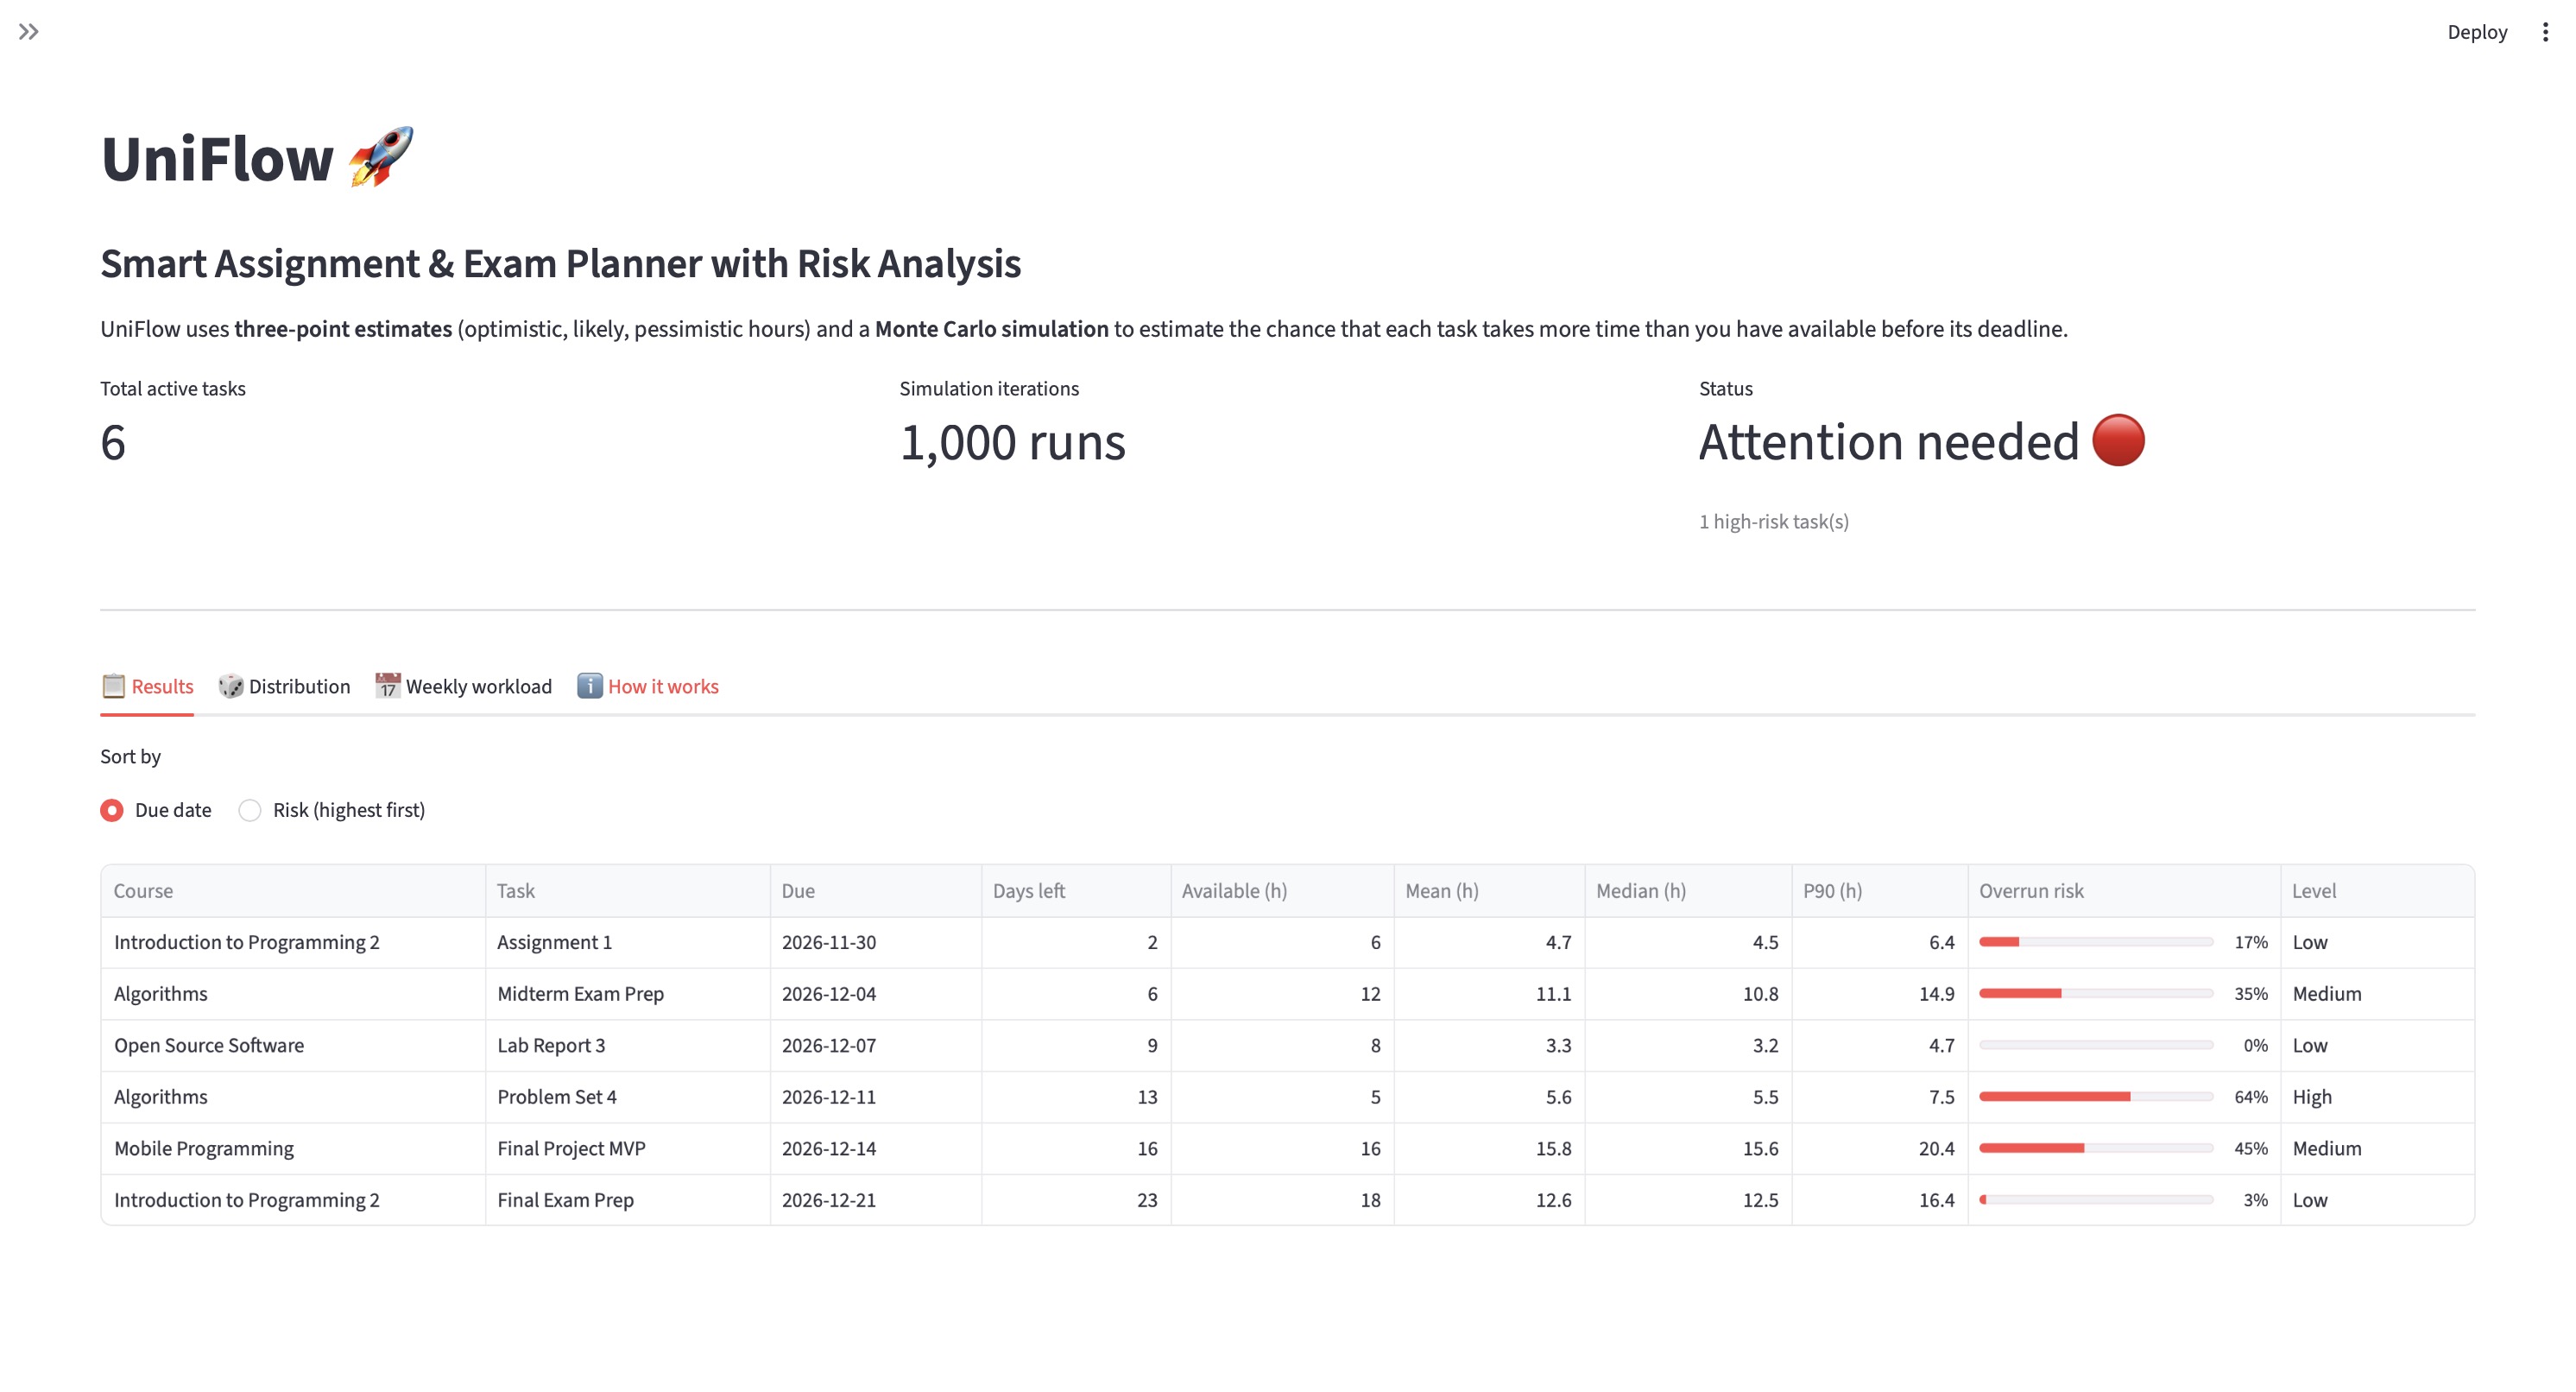 Deploy
UniFlow 🚀
Smart Assignment & Exam Planner with Risk Analysis
UniFlow uses three-point estimates (optimistic, likely, pessimistic hours) and a Monte Carlo simulation to estimate the chance that each task takes more time than you have available before its deadline.
Total active tasks Simulation iterations Status
6 1,000 runs Attention needed 🔴
1 high-risk task(s)
📋 Results 🎲 Distribution 📅 Weekly workload ℹ️ How it works
Sort by
Due date Risk (highest first)
Course Task Due Days left Available (h) Mean (h) Median (h) P90 (h) Overrun risk Level
Introduction to Programming 2 Assignment 1 2026-11-30 2 6 4.7 4.5 6.4 17% Low
Algorithms Midterm Exam Prep 2026-12-04 6 12 11.1 10.8 14.9 35% Medium
Open Source Software Lab Report 3 2026-12-07 9 8 3.3 3.2 4.7 0% Low
Algorithms Problem Set 4 2026-12-11 13 5 5.6 5.5 7.5 64% High
Mobile Programming Final Project MVP 2026-12-14 16 16 15.8 15.6 20.4 45% Medium
Introduction to Programming 2 Final Exam Prep 2026-12-21 23 18 12.6 12.5 16.4 3% Low